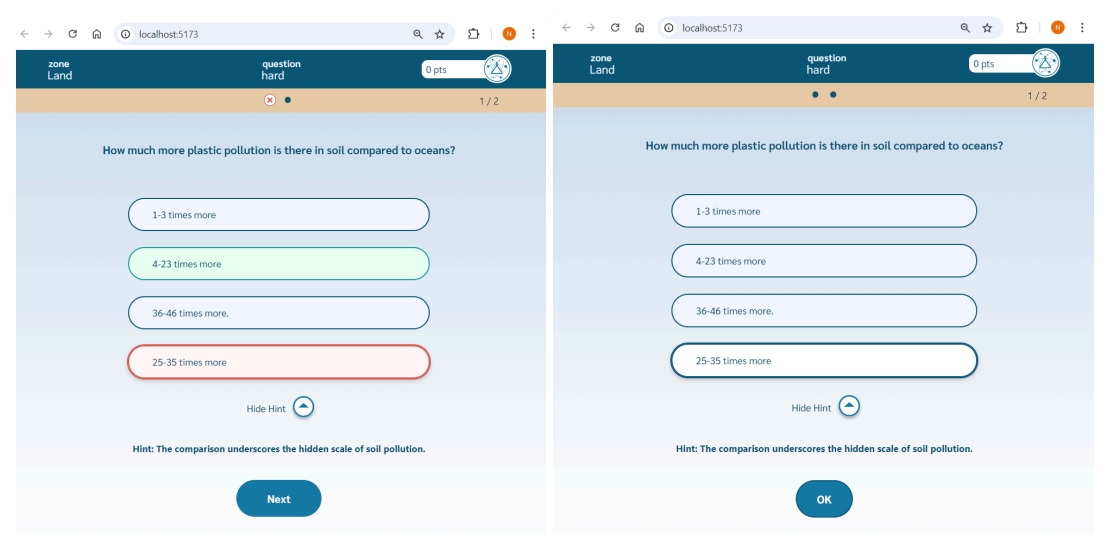 localhost:5173
N
zone
Land
question
hard
0 pts
1 / 2
How much more plastic pollution is there in soil compared to oceans?
1-3 times more
4-23 times more
36-46 times more.
25-35 times more
Hide Hint
Hint: The comparison underscores the hidden scale of soil pollution.
Next
localhost:5173
N
zone
Land
question
hard
0 pts
1 / 2
How much more plastic pollution is there in soil compared to oceans?
1-3 times more
4-23 times more
36-46 times more.
25-35 times more
Hide Hint
Hint: The comparison underscores the hidden scale of soil pollution.
OK